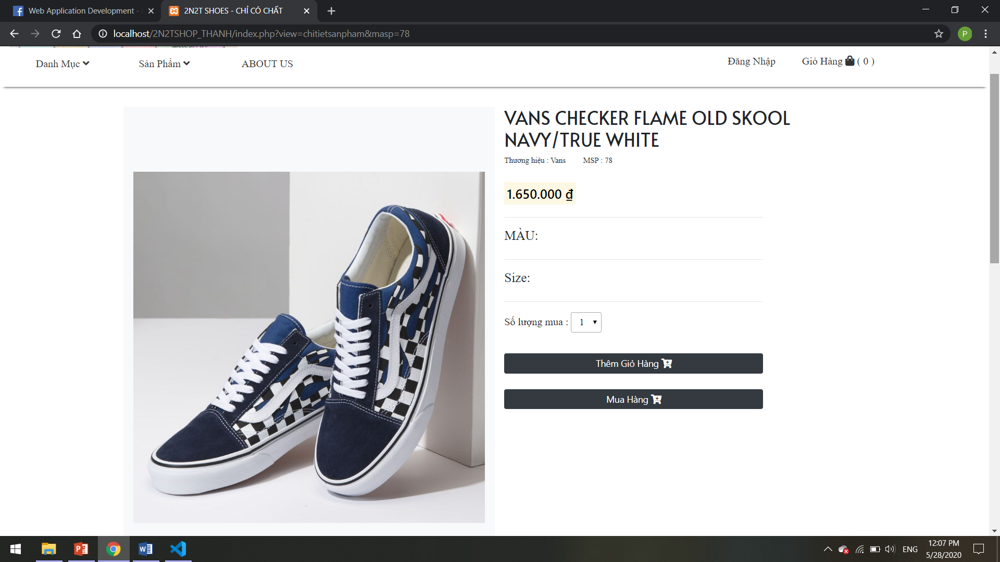 Web Application Development -
2N2T SHOES - CHỈ CÓ CHẤT
localhost/2N2TSHOP_THANH/index.php?view=chitietsanpham&masp=78
P
Danh Mục
Sản Phẩm
ABOUT US
Đăng Nhập
Giỏ Hàng ( 0 )
VANS CHECKER FLAME OLD SKOOL
NAVY/TRUE WHITE
Thương hiệu : Vans MSP : 78
1.650.000 ₫
MÀU:
Size:
Số lượng mua : 1
Thêm Giỏ Hàng
Mua Hàng
ENG
12:07 PM
5/28/2020